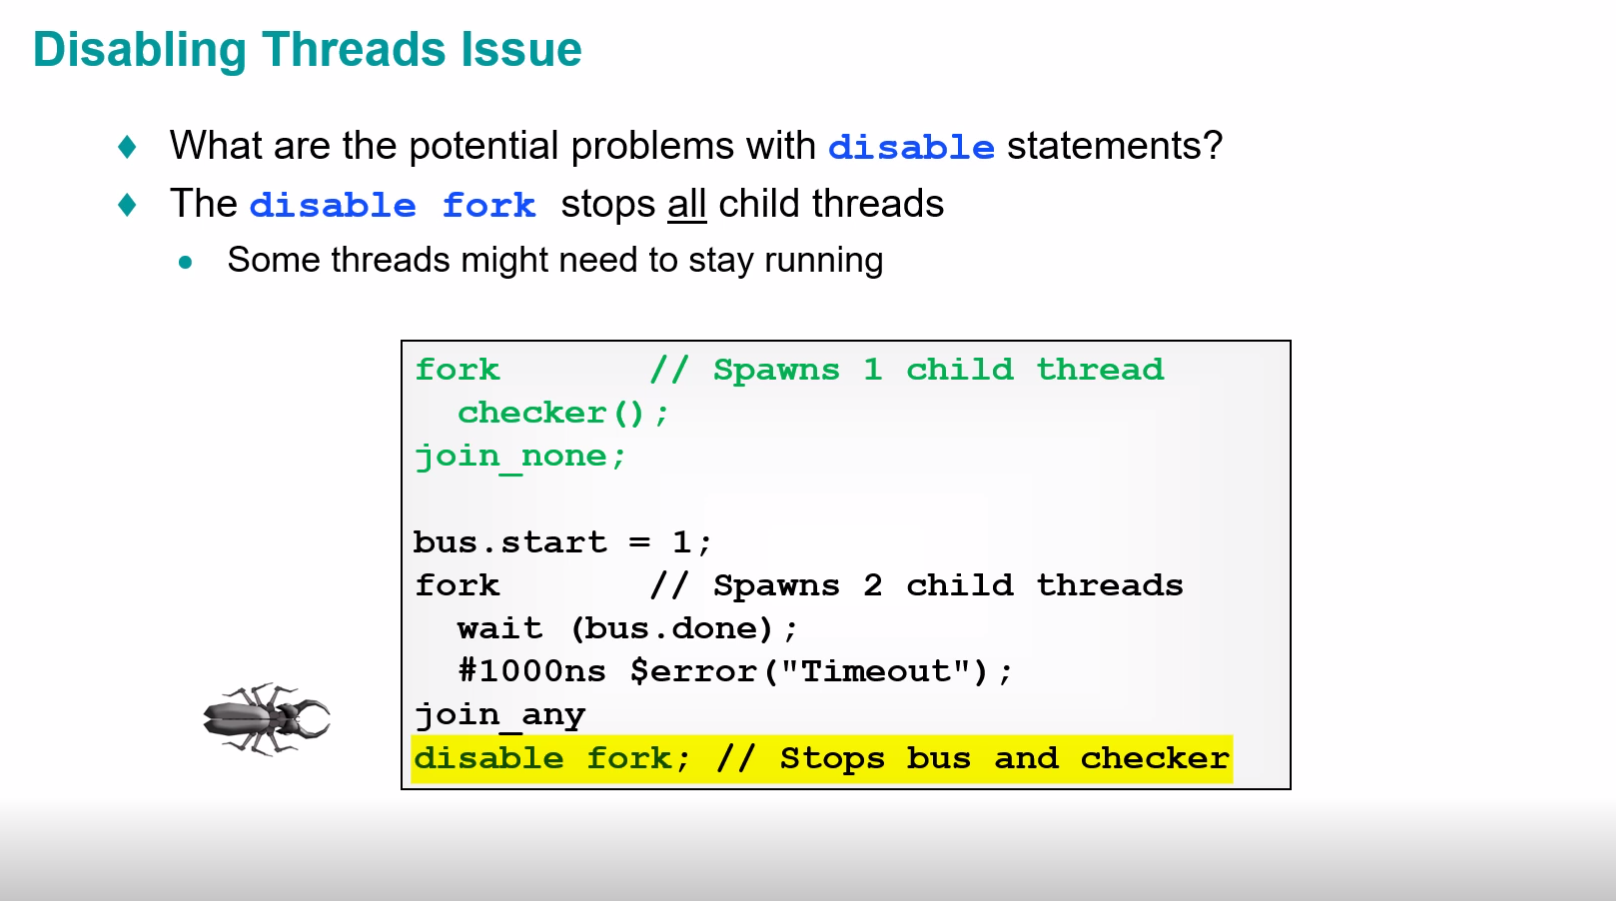 Disabling Threads Issue
What are the potential problems with disable statements?
The disable fork stops all child threads
Some threads might need to stay running
fork // Spawns 1 child thread
checker();
join_none;
bus.start = 1;
fork // Spawns 2 child threads
wait (bus.done);
#1000ns $error("Timeout");
join_any
disable fork; // Stops bus and checker